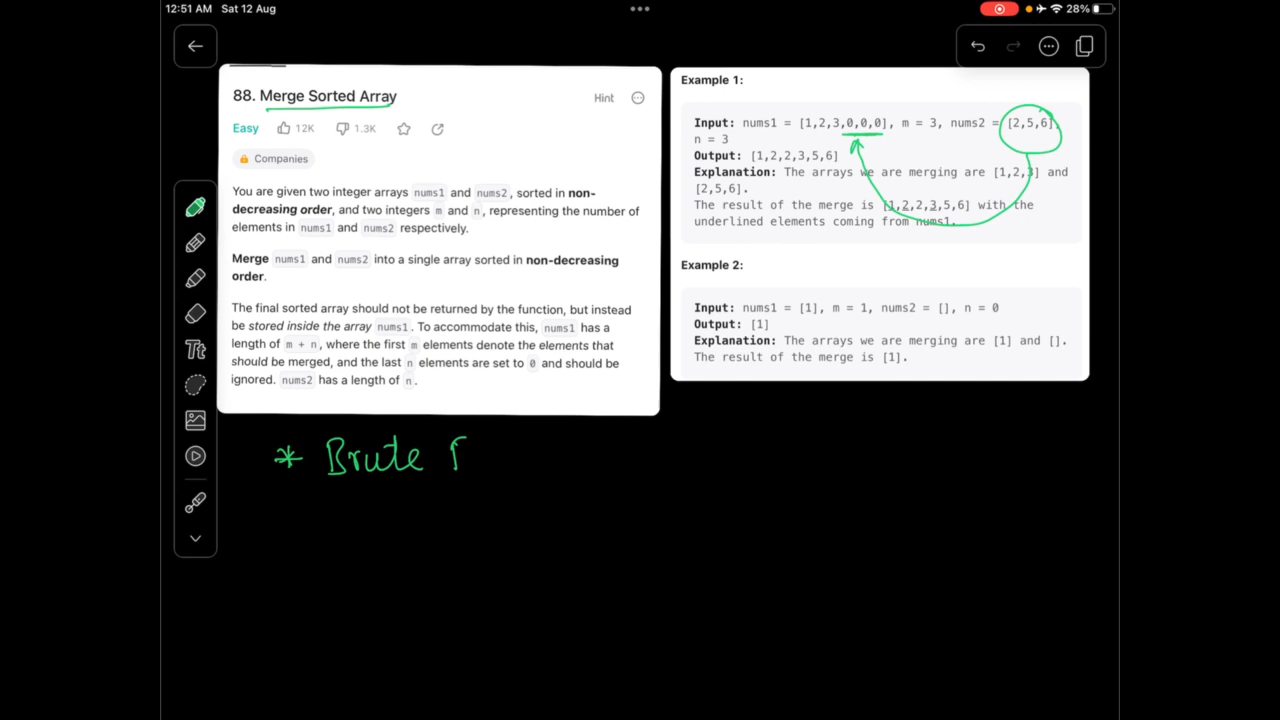 12:51 AM Sat 12 Aug
28%
88. Merge Sorted Array
Hint
Easy 12K 1.3K
Companies
You are given two integer arrays nums1 and nums2, sorted in non-
decreasing order, and two integers m and n, representing the number of
elements in nums1 and nums2 respectively.
Merge nums1 and nums2 into a single array sorted in non-decreasing
order.
The final sorted array should not be returned by the function, but instead
be stored inside the array nums1. To accommodate this, nums1 has a
length of m + n, where the first m elements denote the elements that
should be merged, and the last n elements are set to 0 and should be
ignored. nums2 has a length of n.
Example 1:
Input: nums1 = [1,2,3,0,0,0], m = 3, nums2 = [2,5,6],
n = 3
Output: [1,2,2,3,5,6]
Explanation: The arrays we are merging are [1,2,3] and
[2,5,6].
The result of the merge is [1,2,2,3,5,6] with the
underlined elements coming from nums1.
Example 2:
Input: nums1 = [1], m = 1, nums2 = [], n = 0
Output: [1]
Explanation: The arrays we are merging are [1] and [].
The result of the merge is [1].
Tt
* Brute